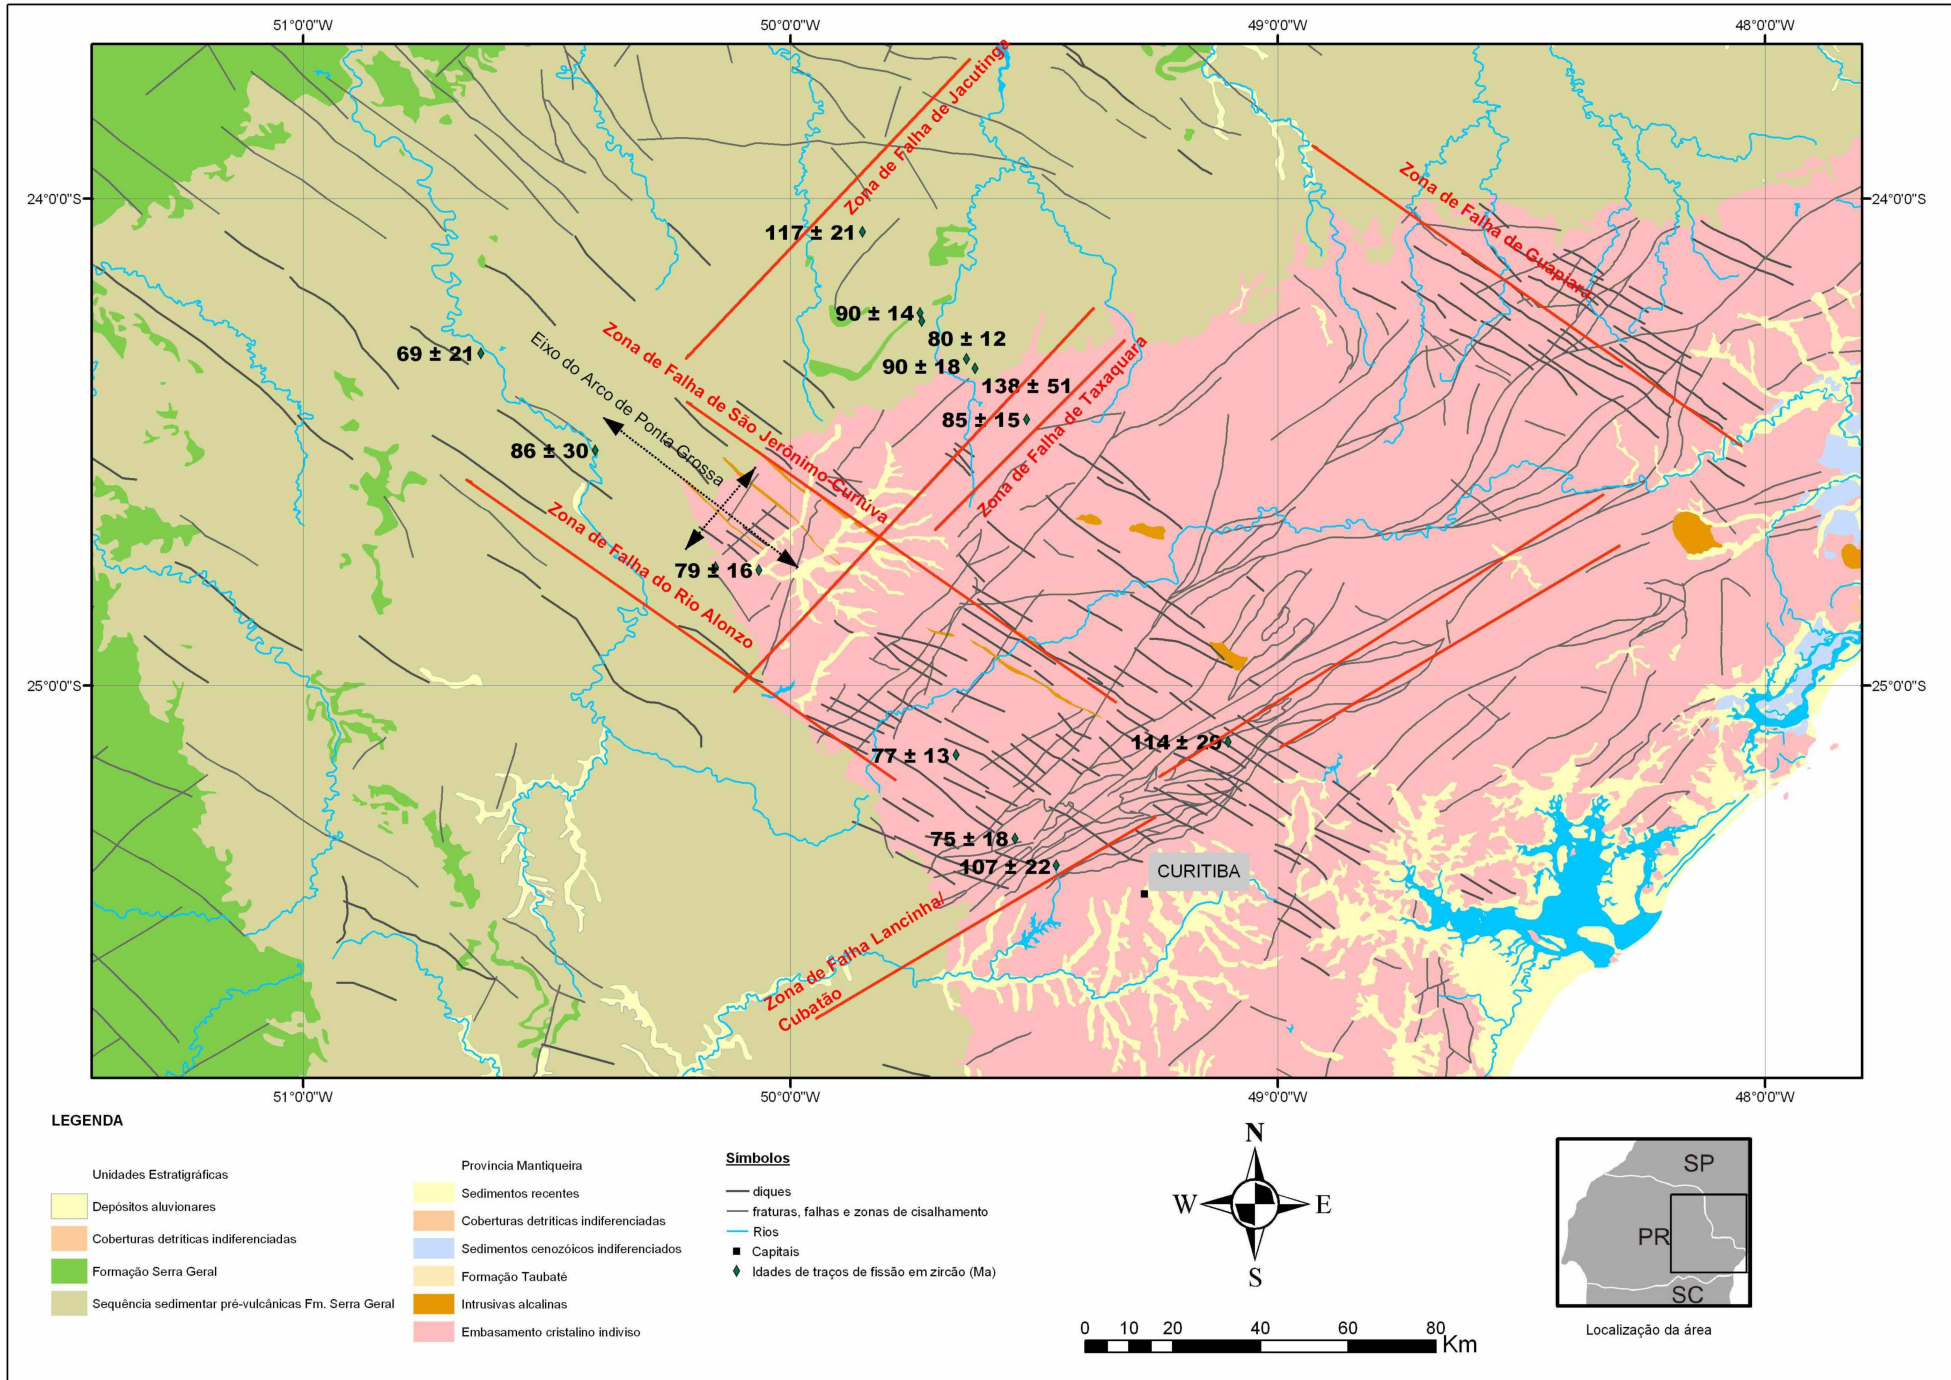 51°0'0"W 50°0'0"W 49°0'0"W 48°0'0"W
Zona de Falha de Jacutinga
Zona de Falha de Guapiara
24°0'0"S 24°0'0"S
117 ± 21
90 ± 14
80 ± 12
69 ± 21
90 ± 18
138 ± 51
85 ± 15
86 ± 30
Eixo do Arco de Ponta Grossa
Zona de Falha de São Jerônimo-Curiúva
Zona de Falha de Taxaquara
Zona de Falha do Rio Alonzo
79 ± 16
25°0'0"S 25°0'0"S
77 ± 13
114 ± 29
75 ± 18
107 ± 22
CURITIBA
Zona de Falha Lancinha/
Cubatão
51°0'0"W 50°0'0"W 49°0'0"W 48°0'0"W
LEGENDA
Unidades Estratigráficas
Depósitos aluvionares
Coberturas detríticas indiferenciadas
Formação Serra Geral
Sequência sedimentar pré-vulcânicas Fm. Serra Geral
Província Mantiqueira
Sedimentos recentes
Coberturas detríticas indiferenciadas
Sedimentos cenozóicos indiferenciados
Formação Taubaté
Intrusivas alcalinas
Embasamento cristalino indiviso
Símbolos
diques
fraturas, falhas e zonas de cisalhamento
Rios
Capitais
Idades de traços de fissão em zircão (Ma)
N
W E
S
0 10 20 40 60 80
Km
SP
PR
SC
Localização da área